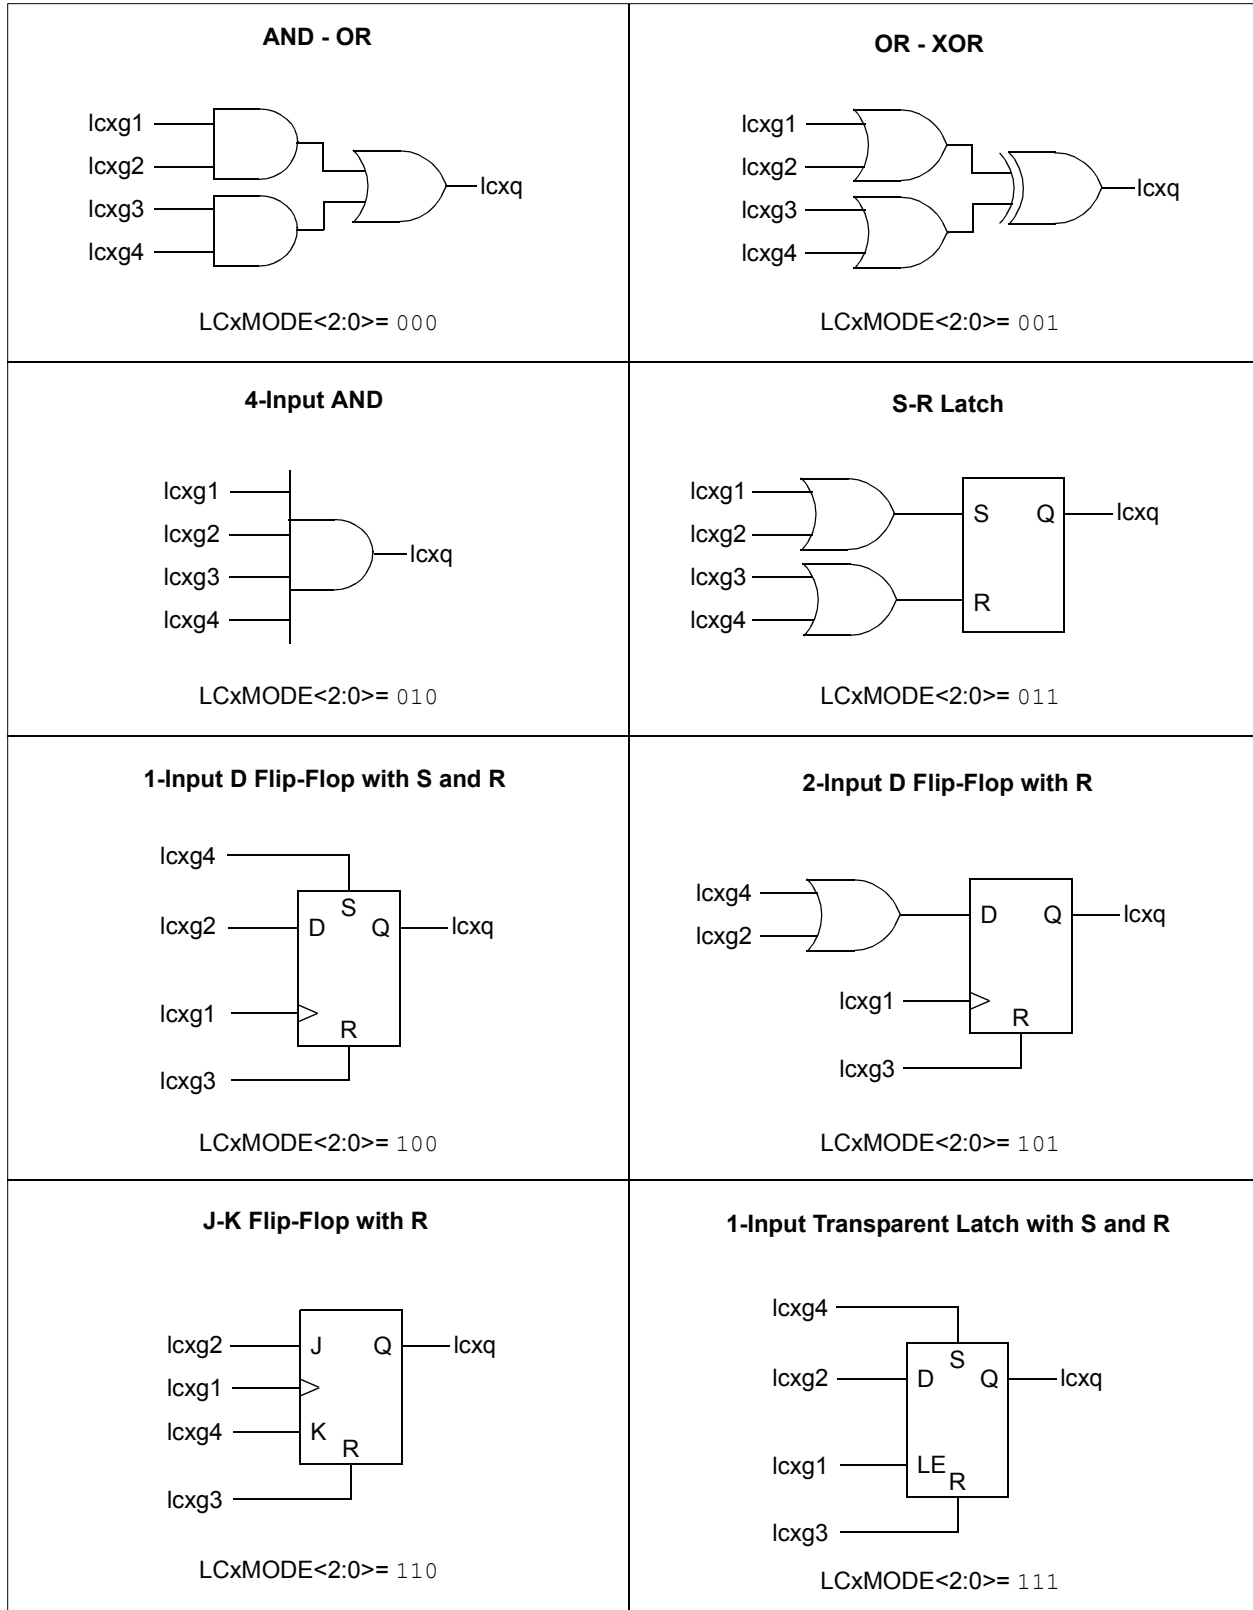 AND - OR
lcxg1
lcxg2
lcxg3
lcxg4
lcxq
LCxMODE<2:0>= 000
OR - XOR
lcxg1
lcxg2
lcxg3
lcxg4
lcxq
LCxMODE<2:0>= 001
4-Input AND
lcxg1
lcxg2
lcxg3
lcxg4
lcxq
LCxMODE<2:0>= 010
S-R Latch
lcxg1
lcxg2
lcxg3
lcxg4
S Q
R
lcxq
LCxMODE<2:0>= 011
1-Input D Flip-Flop with S and R
lcxg4
S
lcxg2
D Q
lcxq
lcxg1
R
lcxg3
LCxMODE<2:0>= 100
2-Input D Flip-Flop with R
lcxg4
lcxg2
D Q
lcxq
lcxg1
R
lcxg3
LCxMODE<2:0>= 101
J-K Flip-Flop with R
lcxg2
J Q
lcxq
lcxg1
lcxg4
K
R
lcxg3
LCxMODE<2:0>= 110
1-Input Transparent Latch with S and R
lcxg4
S
lcxg2
D Q
lcxq
lcxg1
LE
R
lcxg3
LCxMODE<2:0>= 111